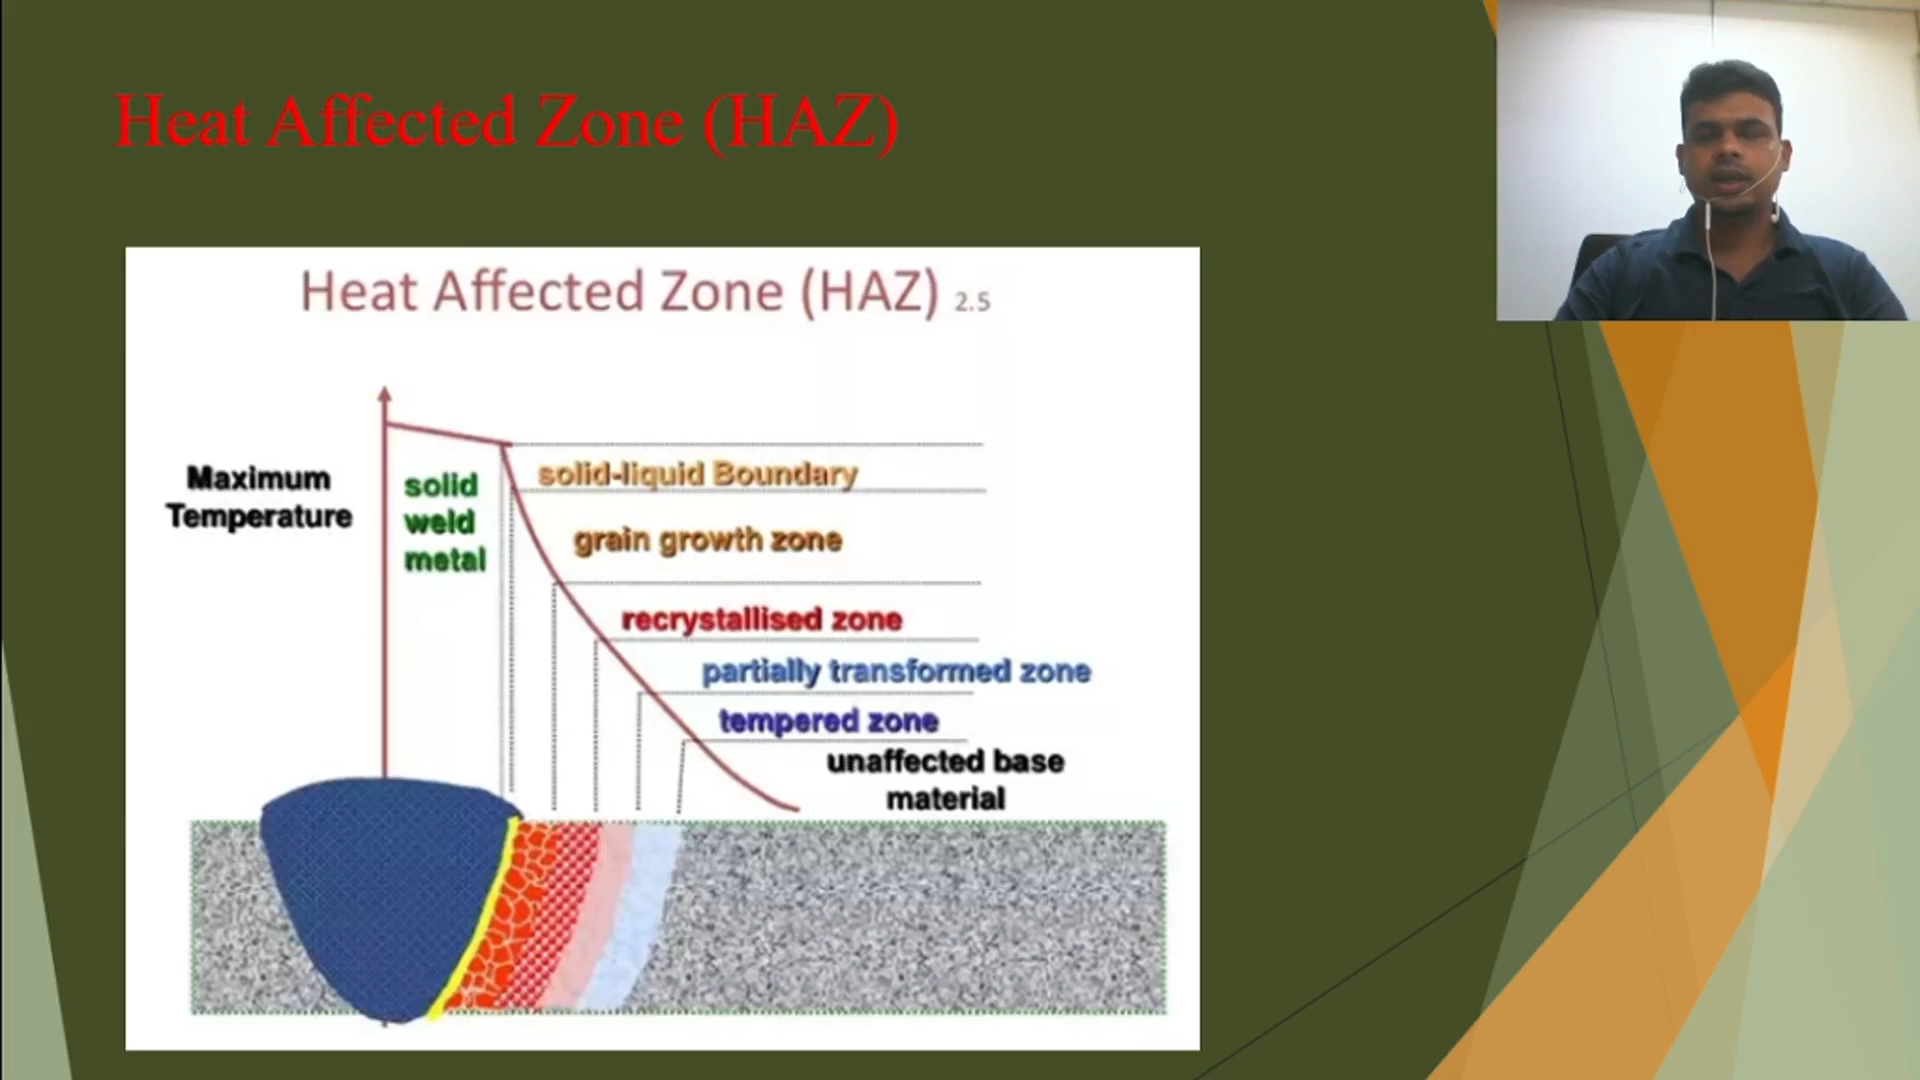 Heat Affected Zone (HAZ)
Heat Affected Zone (HAZ) 2.5
Maximum
Temperature
solid
weld
metal
solid-liquid Boundary
grain growth zone
recrystallised zone
partially transformed zone
tempered zone
unaffected base
material